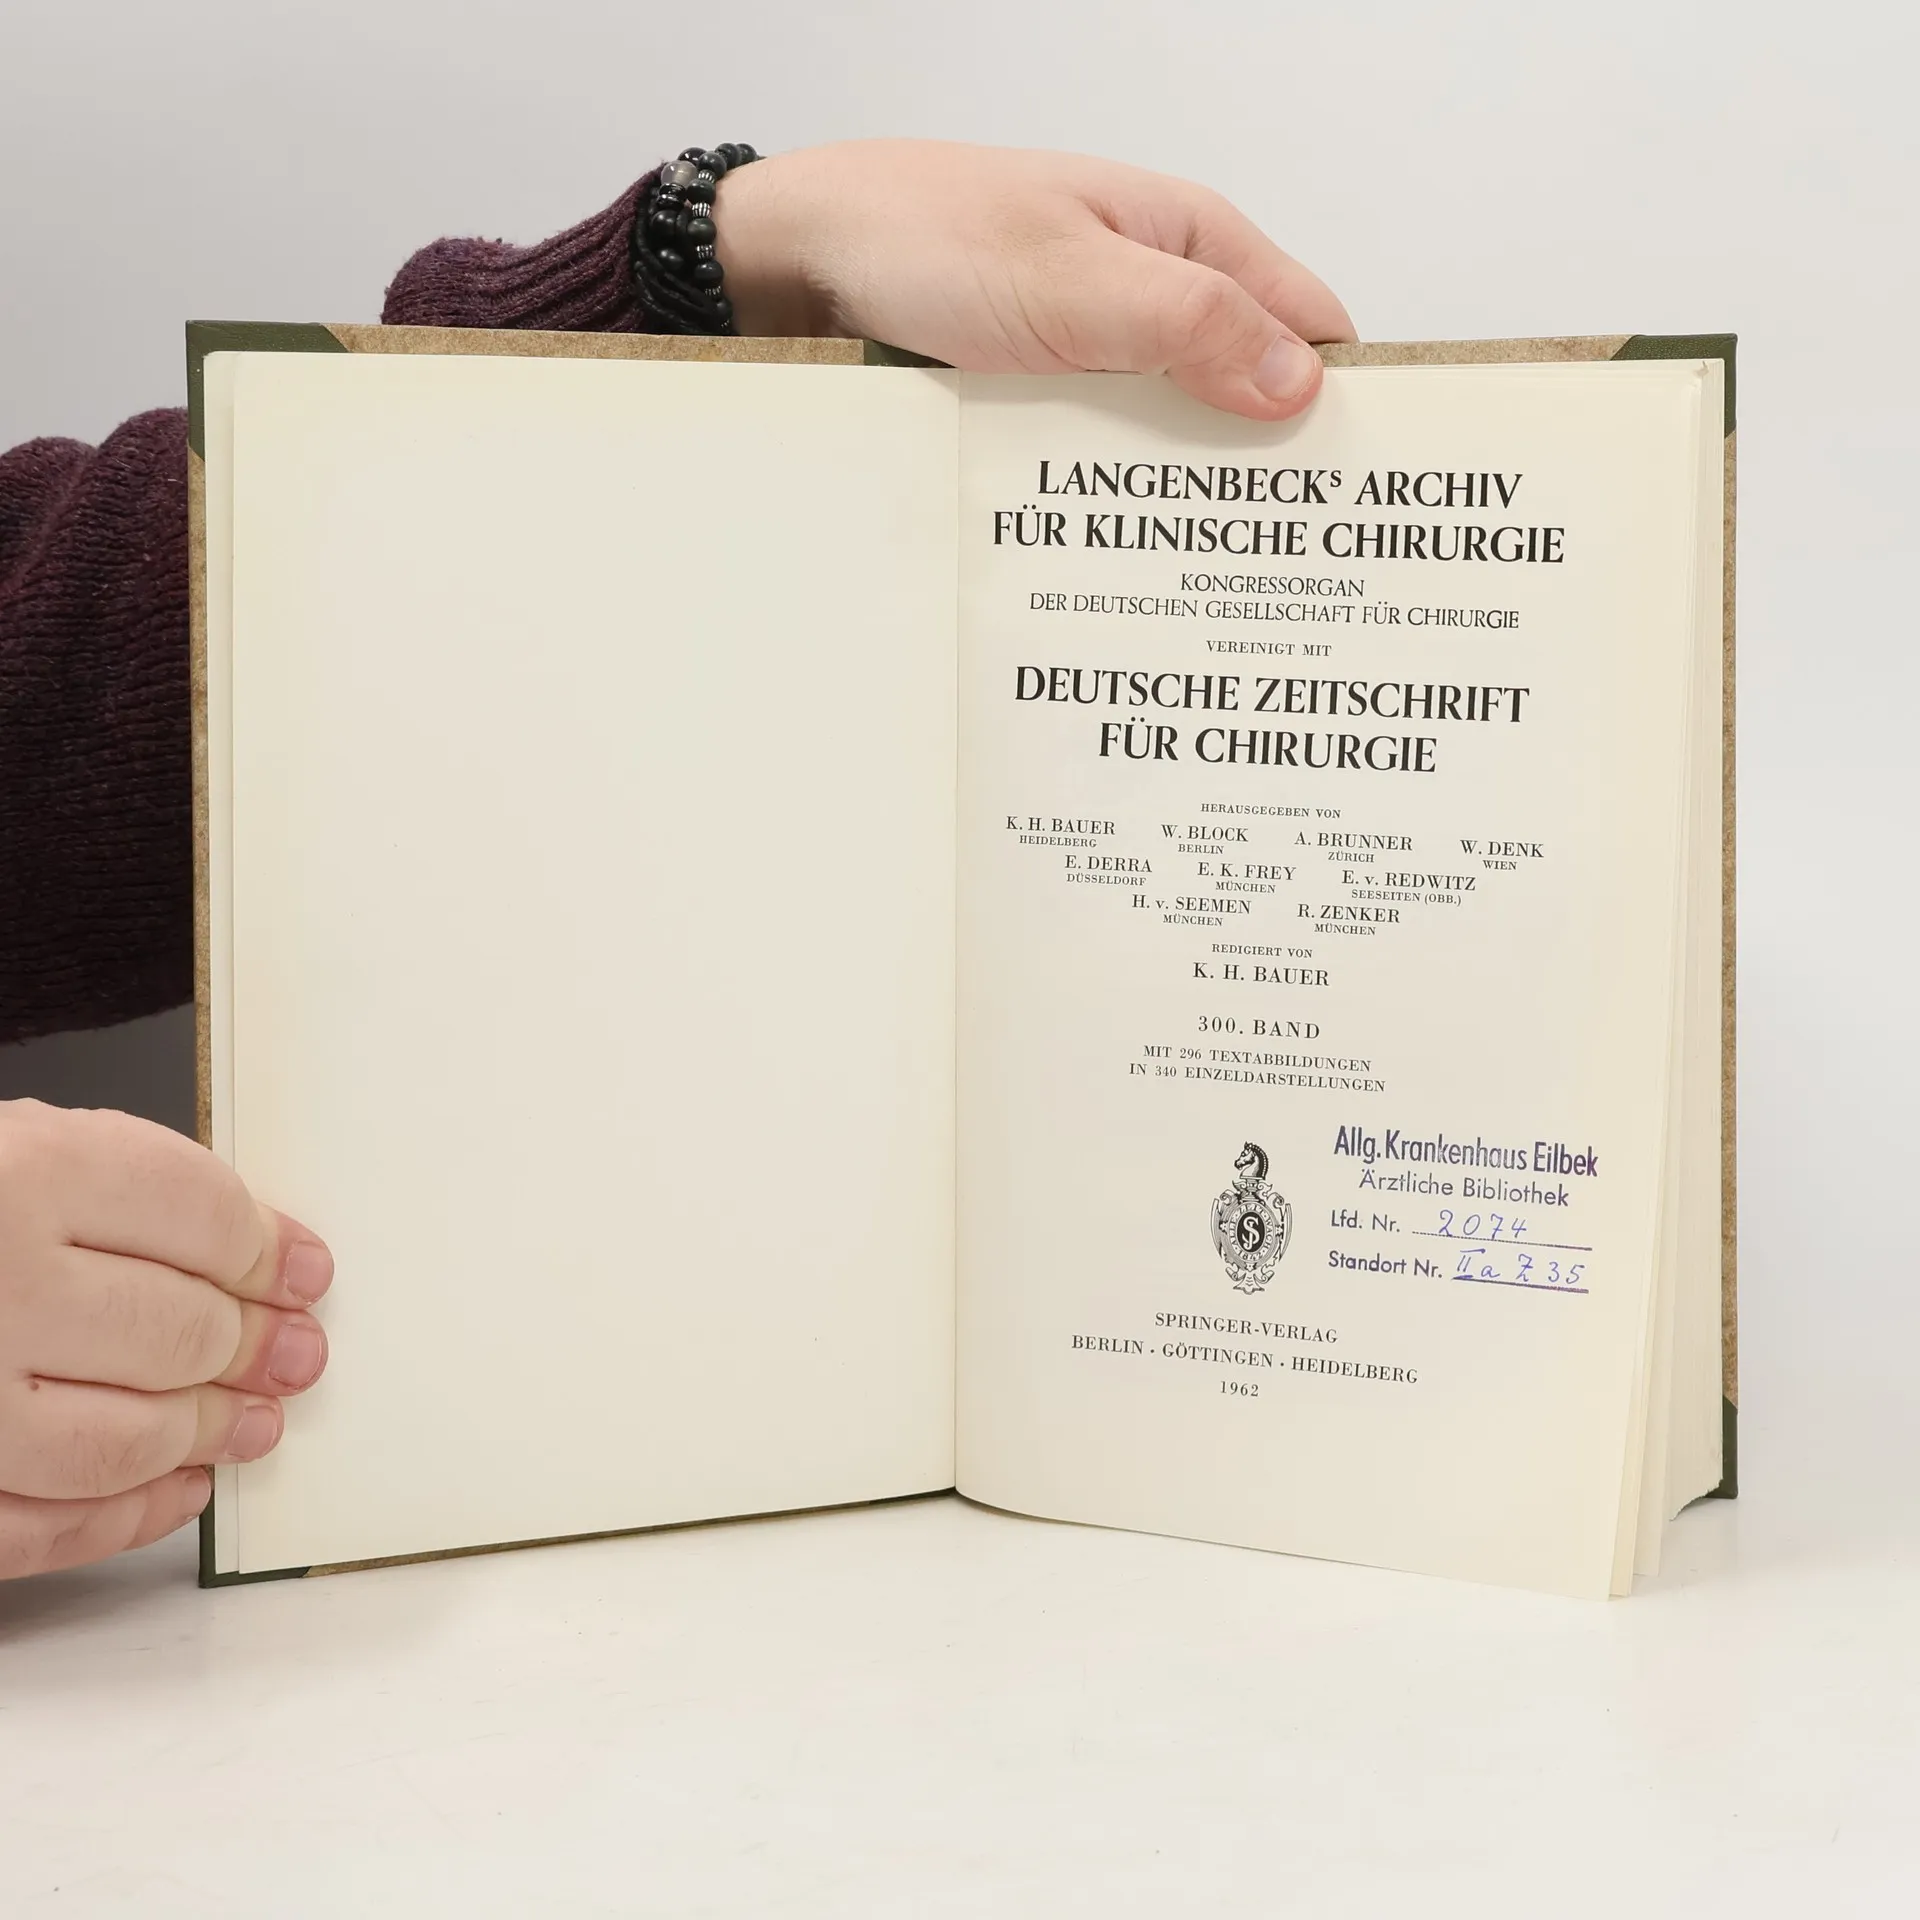 LANGENBECKs ARCHIV
FÜR KLINISCHE CHIRURGIE
KONGRESSORGAN
DER DEUTSCHEN GESELLSCHAFT FÜR CHIRURGIE
VEREINIGT MIT
DEUTSCHE ZEITSCHRIFT
FÜR CHIRURGIE
HERAUSGEGEBEN VON
K. H. BAUER W. BLOCK A. BRUNNER W. DENK
HEIDELBERG BERLIN ZÜRICH WIEN
E. DERRA E. K. FREY E. v. REDWITZ
DÜSSELDORF MÜNCHEN SEESEITEN (OBB.)
H. v. SEEMEN R. ZENKER
MÜNCHEN MÜNCHEN
REDIGIERT VON
K. H. BAUER
300. BAND
MIT 296 TEXTABBILDUNGEN
IN 340 EINZELDARSTELLUNGEN
Allg. Krankenhaus Eilbek
Ärztliche Bibliothek
Lfd. Nr. 2074
Standort Nr. II a Z 35
SPRINGER-VERLAG
BERLIN · GÖTTINGEN · HEIDELBERG
1962